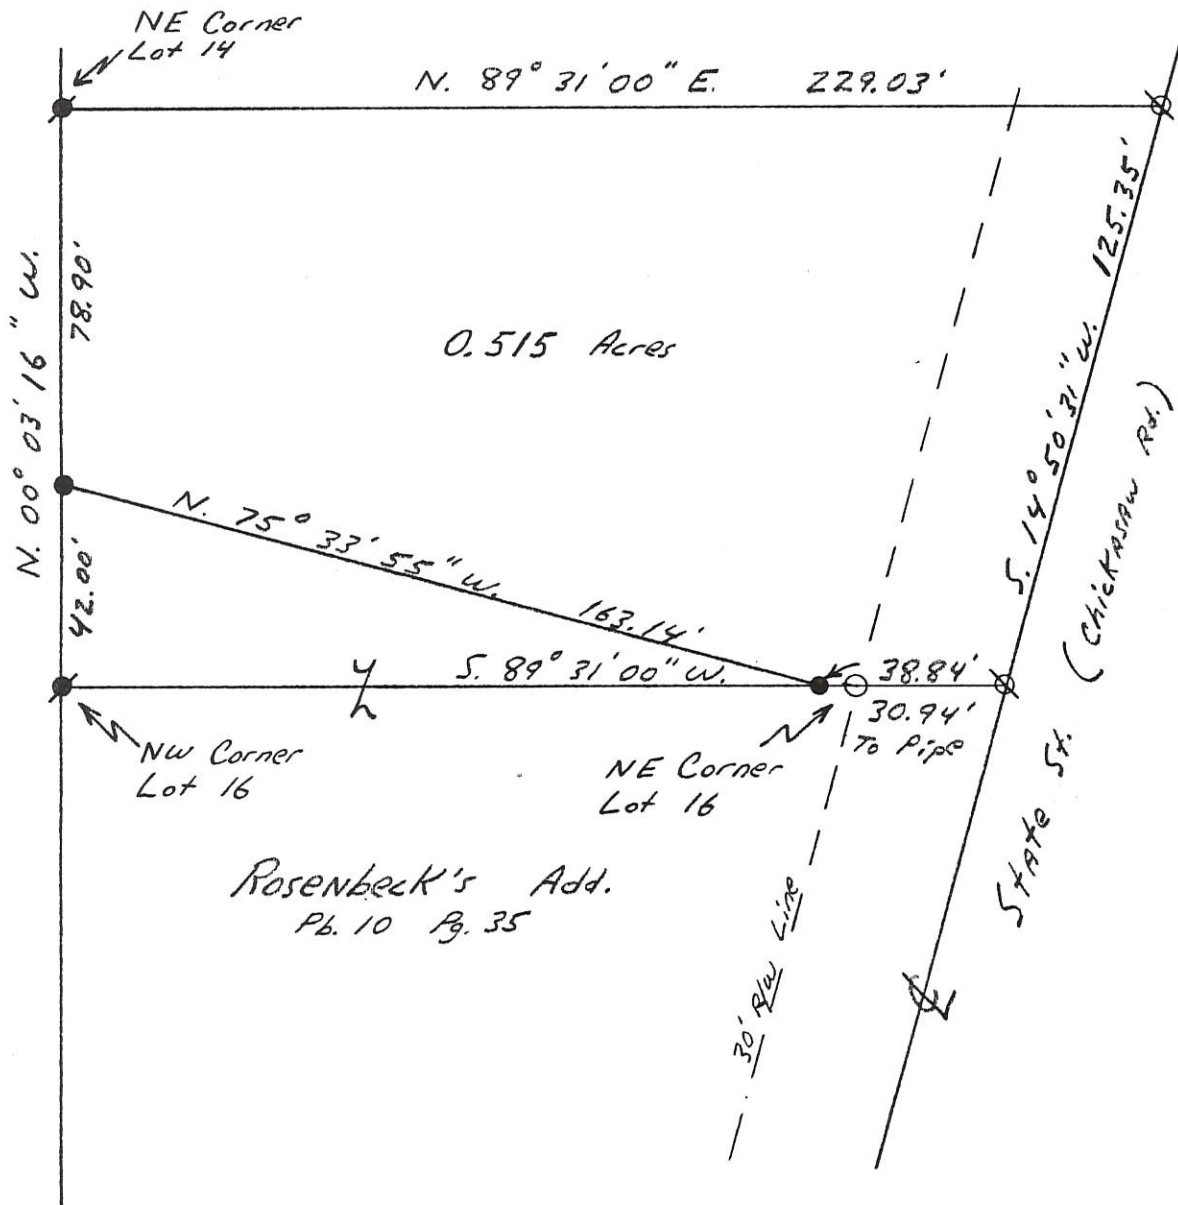 NE Corner
Lot 14
N. 89° 31' 00" E. 229.03'
N. 00° 03' 16" W.
78.90'
125.35'
S. 14° 50' 31" W.
0.515 Acres
(Chickasaw Rd.)
N. 75° 33' 55" W. 163.14'
42.00'
S. 89° 31' 00" W. 38.84'
30.94'
To Pipe
NW Corner
Lot 16
NE Corner
Lot 16
State St.
Rosenbeck's Add.
Pb. 10 Pg. 35
30' R/W Line
℄